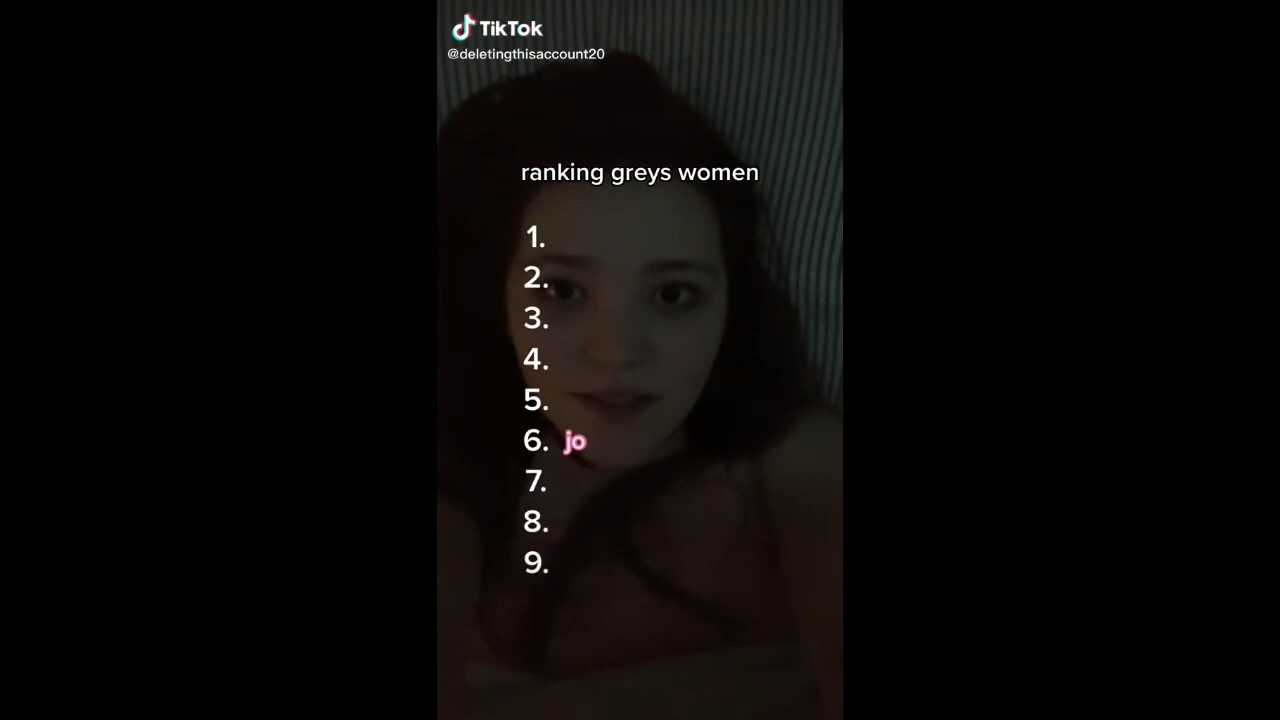 TikTok
@deletingthisaccount20
ranking greys women
1.
2.
3.
4.
5.
6. jo
7.
8.
9.